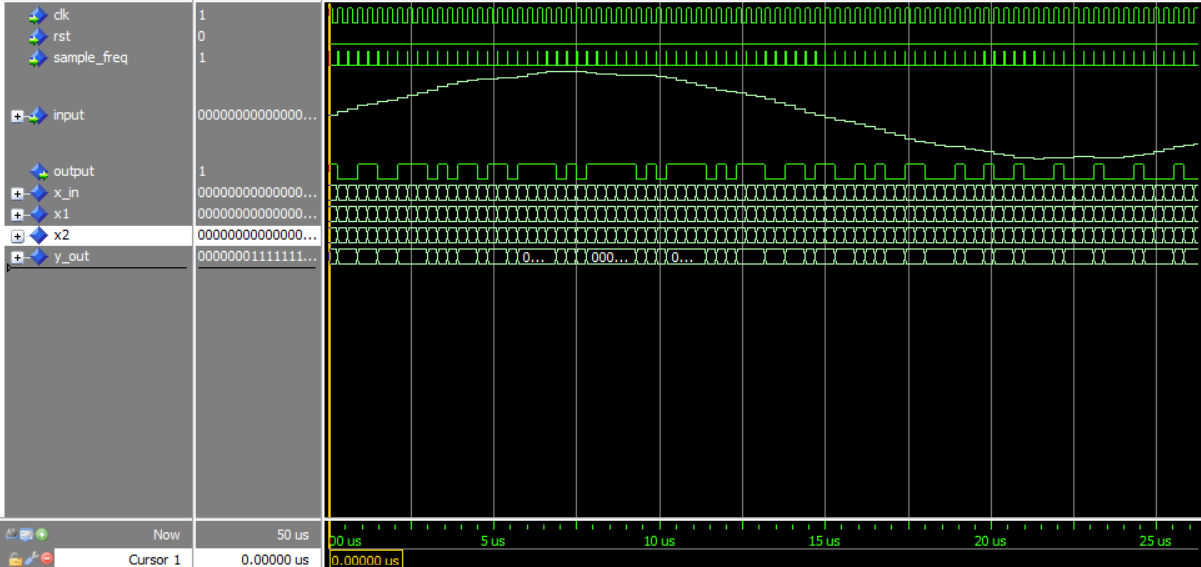 clk 1
rst 0
sample_freq 1
input 00000000000000...
output 1
x_in 00000000000000...
x1 00000000000000...
x2 00000000000000...
y_out 00000001111111... 0... 000... 0...
Now 50 us 00 us 5 us 10 us 15 us 20 us 25 us
Cursor 1 0.00000 us 0.00000 us